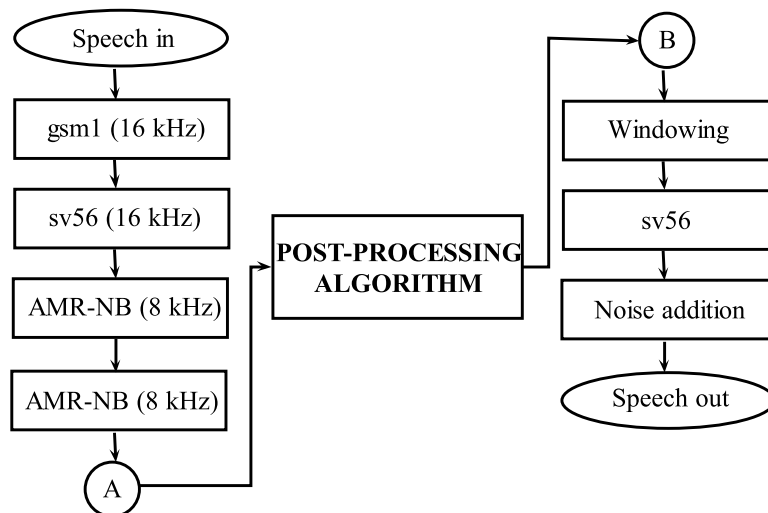 Speech in
gsm1 (16 kHz)
sv56 (16 kHz)
AMR-NB (8 kHz)
AMR-NB (8 kHz)
A
POST-PROCESSING
ALGORITHM
B
Windowing
sv56
Noise addition
Speech out